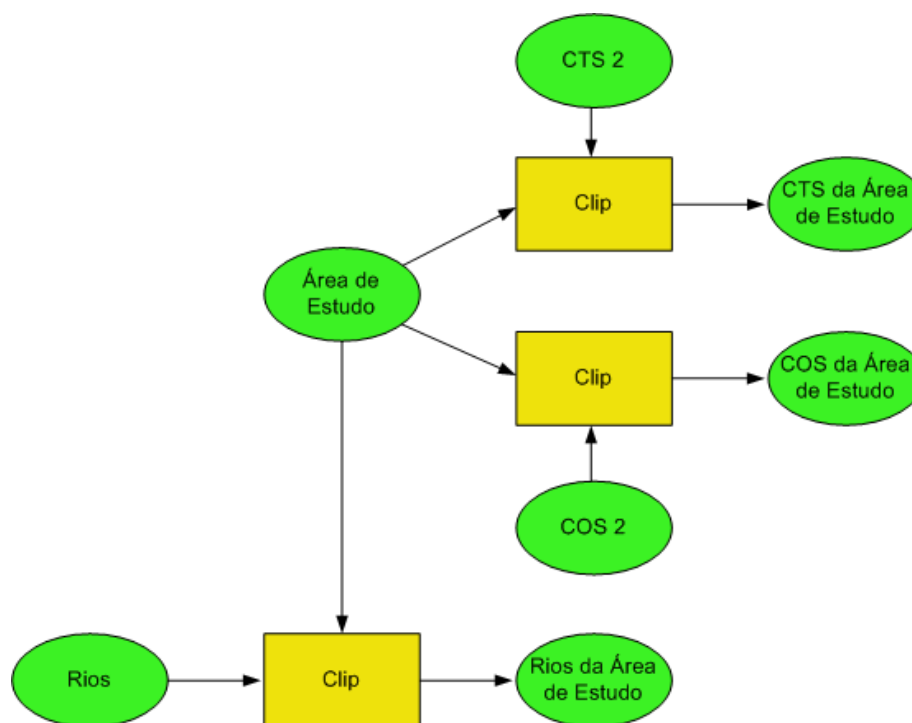 CTS 2
Clip
CTS da Área
de Estudo
Área de
Estudo
Clip
COS da Área
de Estudo
COS 2
Rios
Clip
Rios da Área
de Estudo